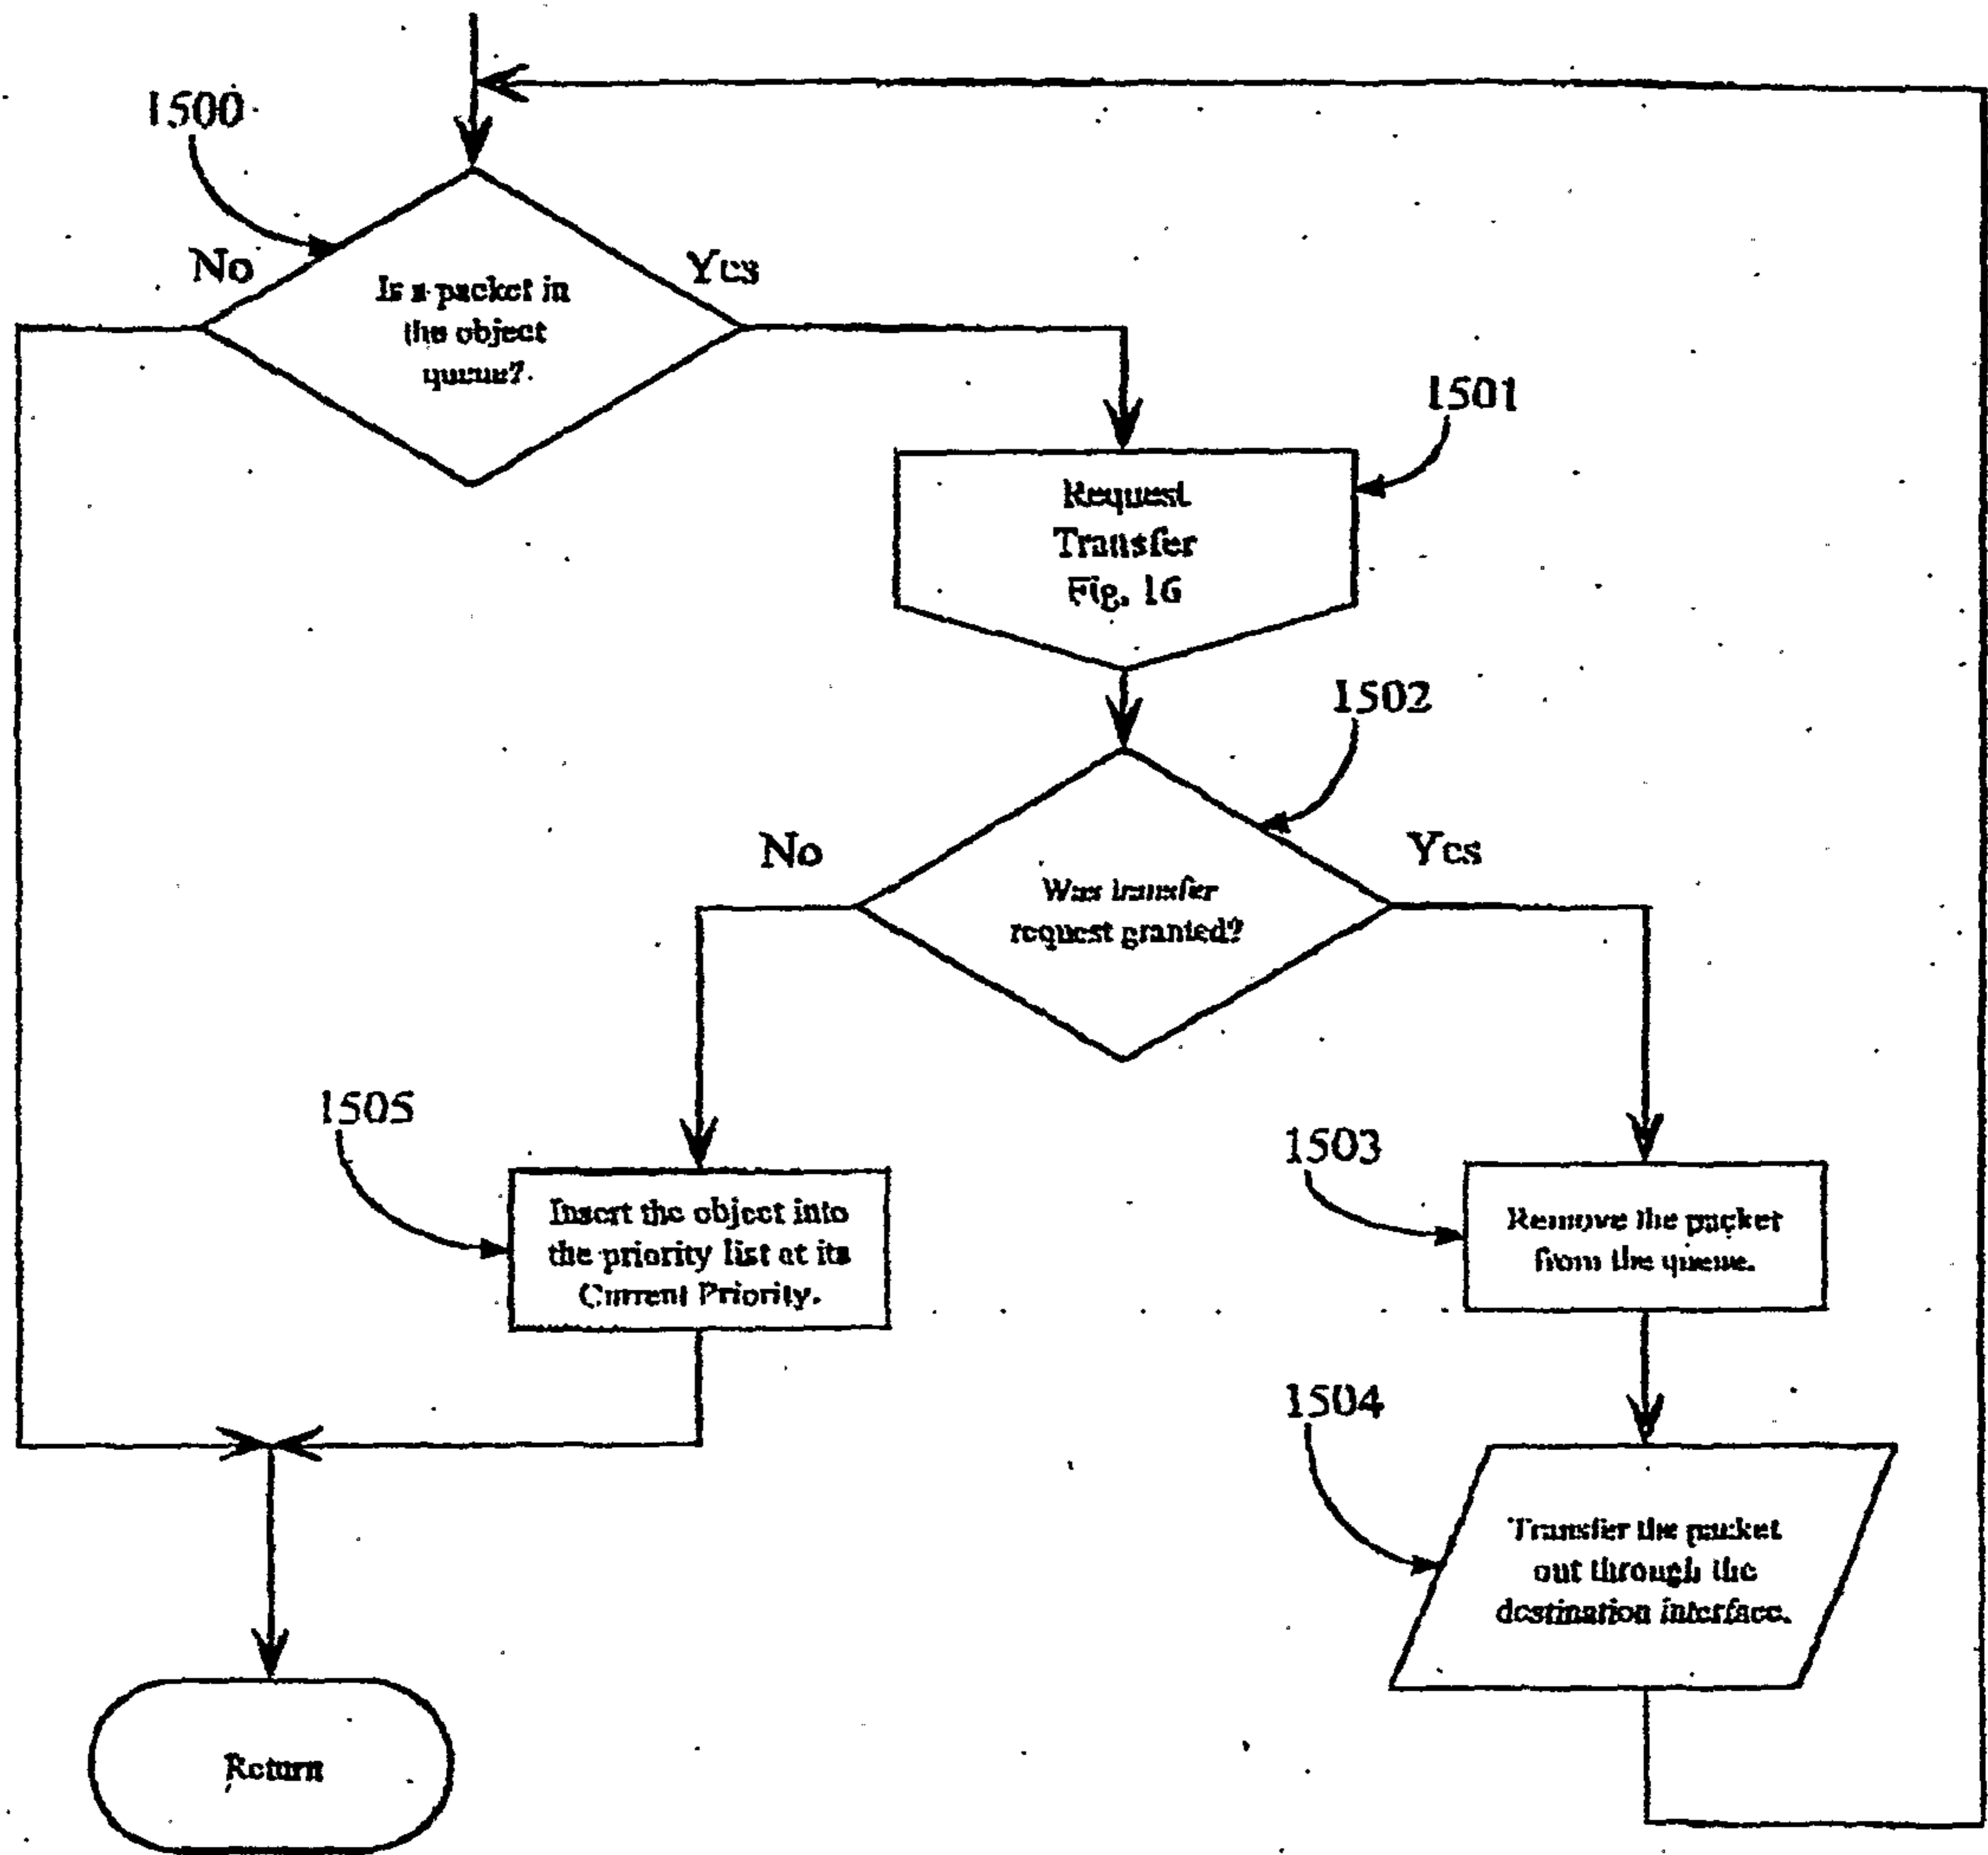 1500
No
Yes
Is a packet in
the object
queue?
1501
Request
Transfer
Fig. 16
1502
No
Yes
Was transfer
request granted?
1505
Insert the object into
the priority list at its
Current Priority.
1503
Remove the packet
from the queue.
1504
Transfer the packet
out through the
destination interface.
Return